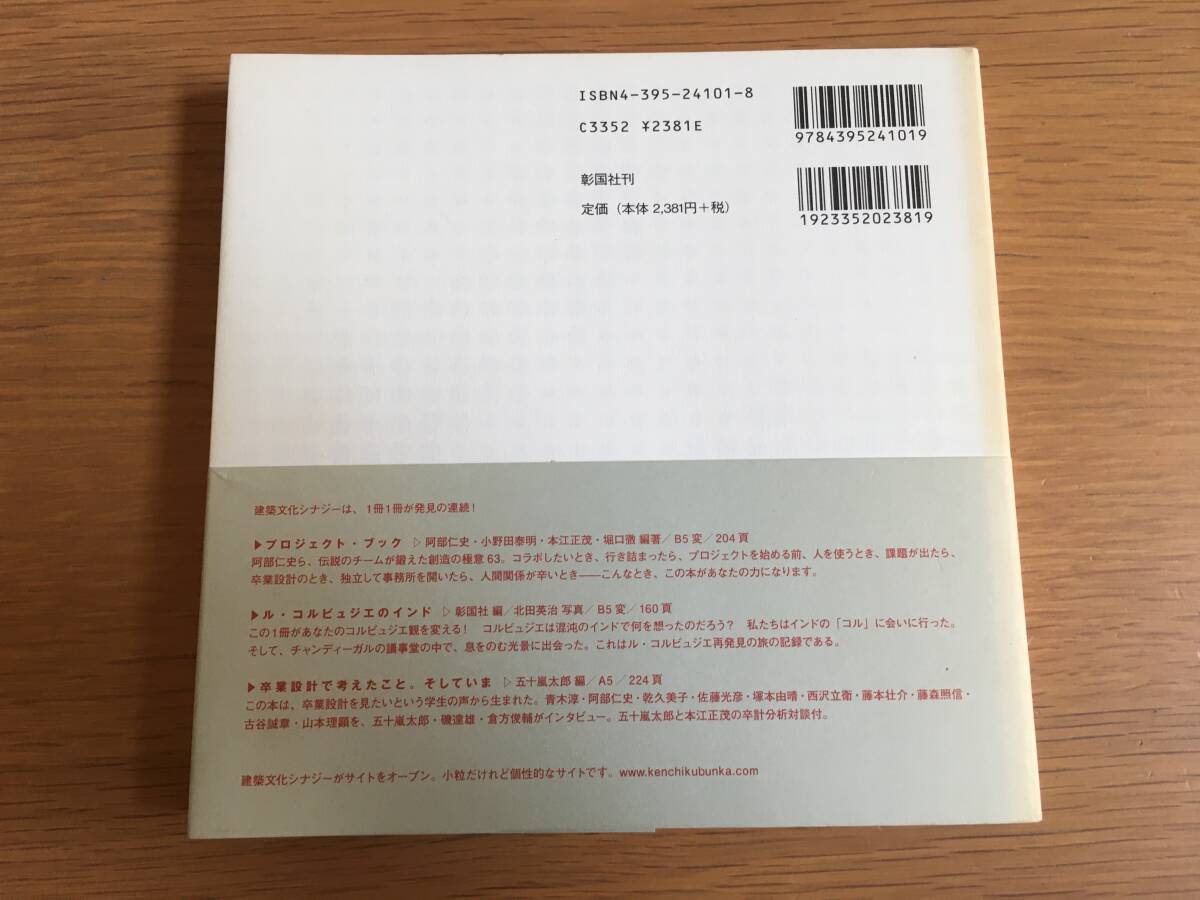 ISBN4-395-24101-8
C3352 ¥2381E
9784395241019
彰国社刊
定価（本体 2,381円＋税）
1923352023819
建築文化シナジーは、1冊1冊が発見の連続！
▶プロジェクト・ブック ▷阿部仁史・小野田泰明・本江正茂・堀口徹 編著／B5変／204頁
阿部仁史ら、伝説のチームが鍛えた創造の極意63。コラボしたいとき、行き詰まったら、プロジェクトを始める前、人を使うとき、課題が出たら、
卒業設計のとき、独立して事務所を開いたら、人間関係が辛いとき——こんなとき、この本があなたの力になります。
▶ル・コルビュジエのインド ▷彰国社 編／北田英治 写真／B5変／160頁
この1冊があなたのコルビュジエ観を変える！ コルビュジエは混沌のインドで何を想ったのだろう？ 私たちはインドの「コル」に会いに行った。
そして、チャンディーガルの議事堂の中で、息をのむ光景に出会った。これはル・コルビュジエ再発見の旅の記録である。
▶卒業設計で考えたこと。そしていま ▷五十嵐太郎 編／A5／224頁
この本は、卒業設計を見たいという学生の声から生まれた。青木淳・阿部仁史・乾久美子・佐藤光彦・塚本由晴・西沢立衛・藤本壮介・藤森照信・
古谷誠章・山本理顕を、五十嵐太郎・磯達雄・倉方俊輔がインタビュー。五十嵐太郎と本江正茂の卒計分析対談付。
建築文化シナジーがサイトをオープン。小粒だけれど個性的なサイトです。www.kenchikubunka.com